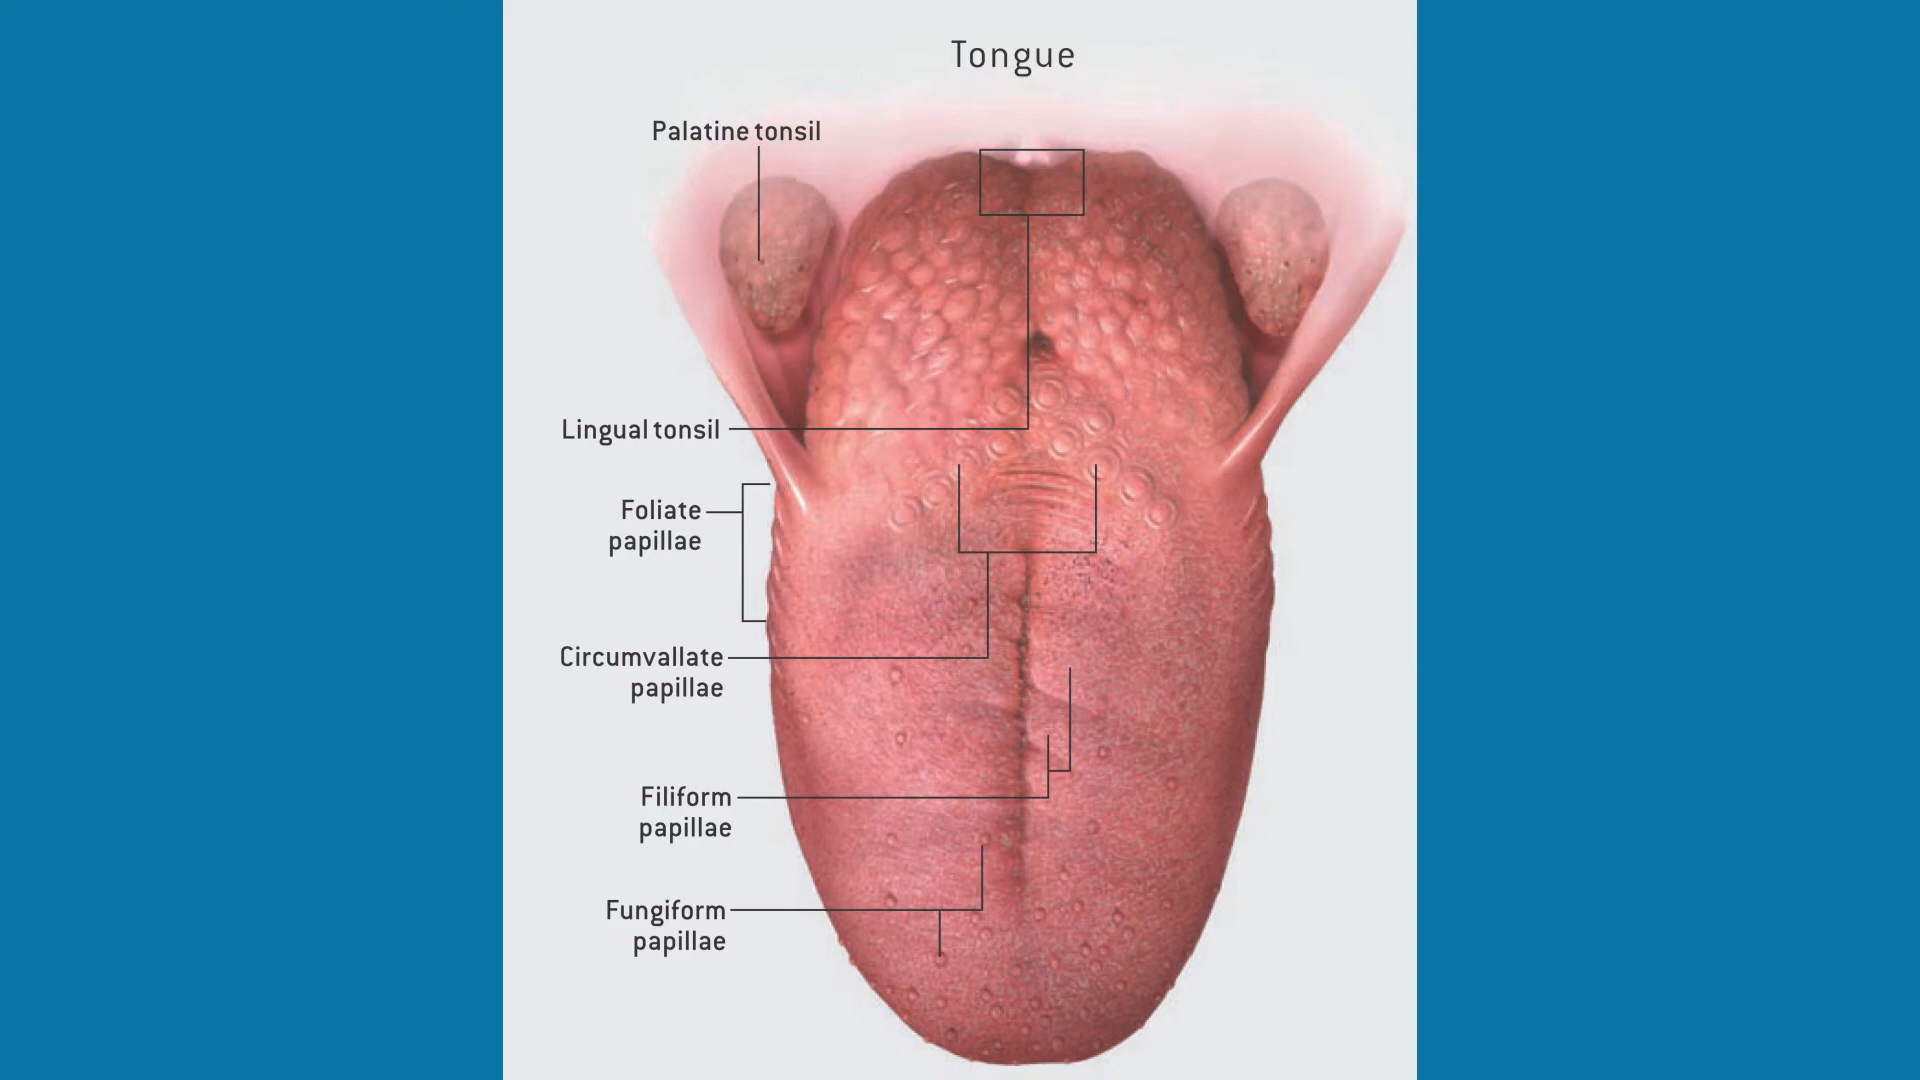 Tongue
Palatine tonsil
Lingual tonsil
Foliate
papillae
Circumvallate
papillae
Filiform
papillae
Fungiform
papillae